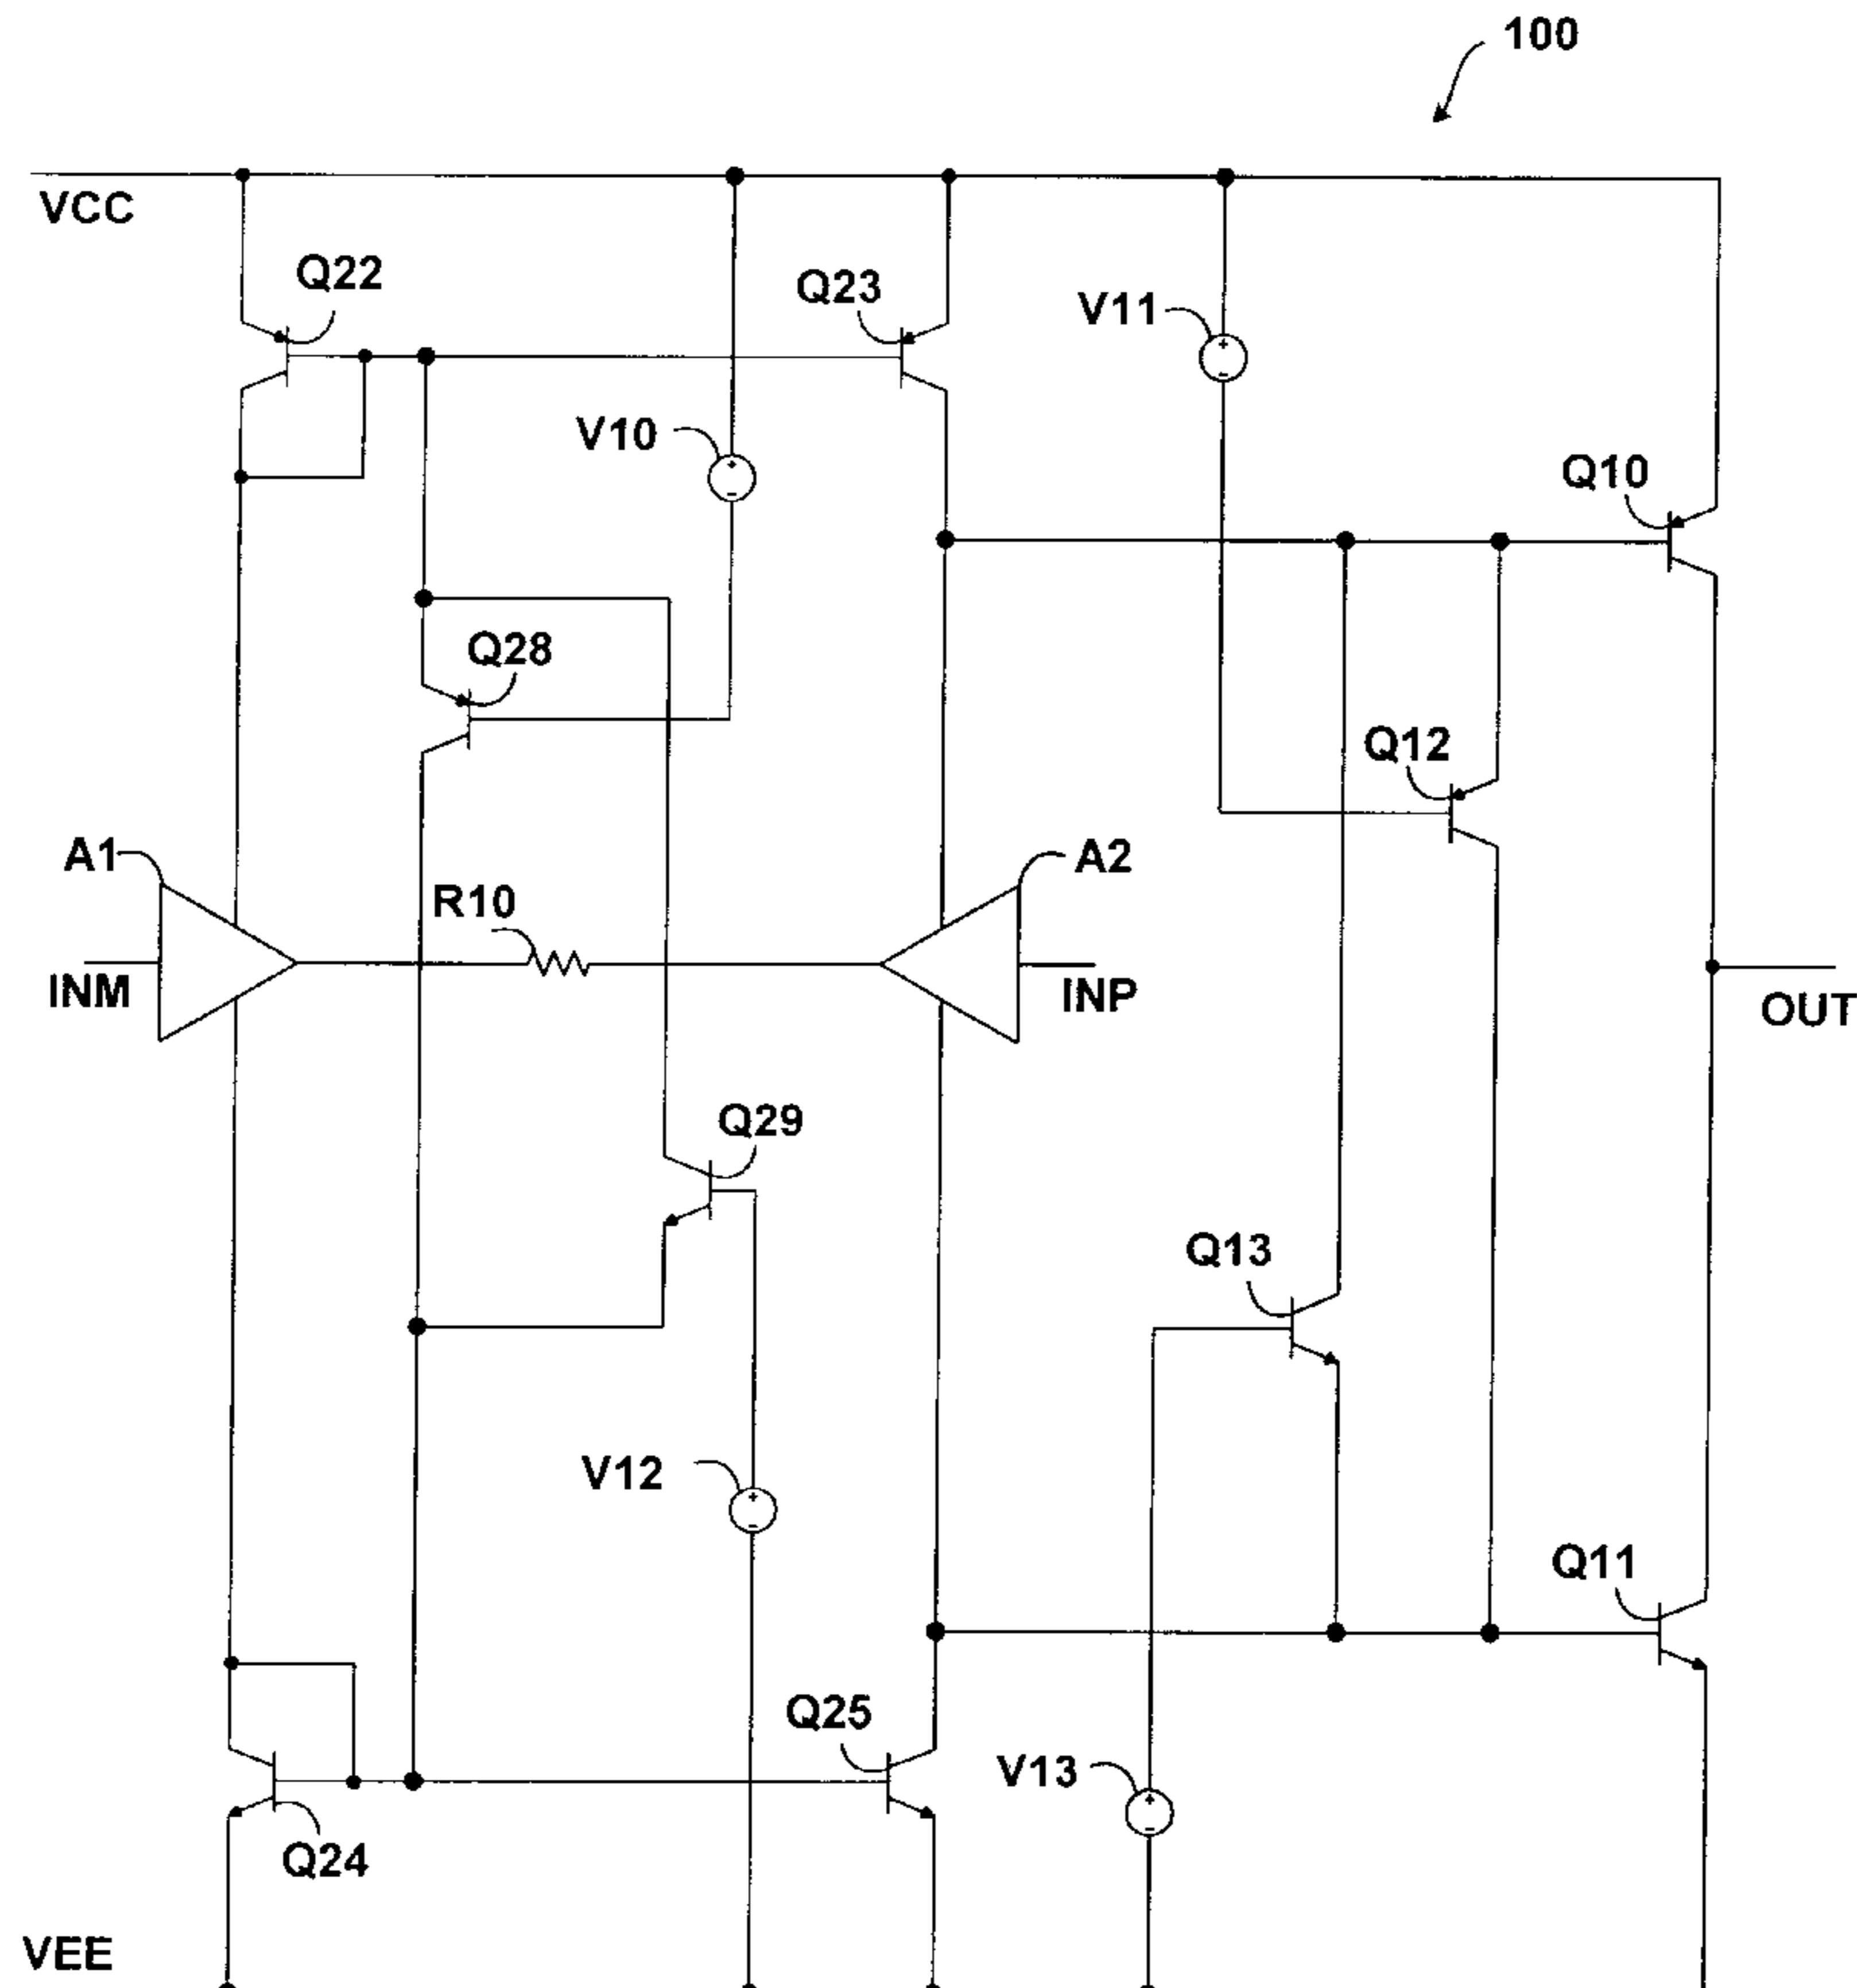 100
VCC
Q22
Q23
V11
V10
Q10
Q28
Q12
A1
A2
R10
INM
INP
OUT
Q29
Q13
V12
Q11
Q25
V13
Q24
VEE